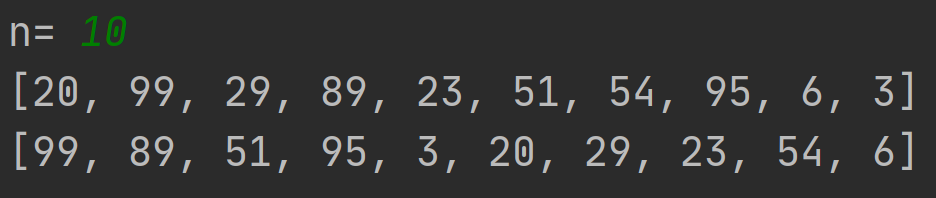 n= 10
[20, 99, 29, 89, 23, 51, 54, 95, 6, 3]
[99, 89, 51, 95, 3, 20, 29, 23, 54, 6]